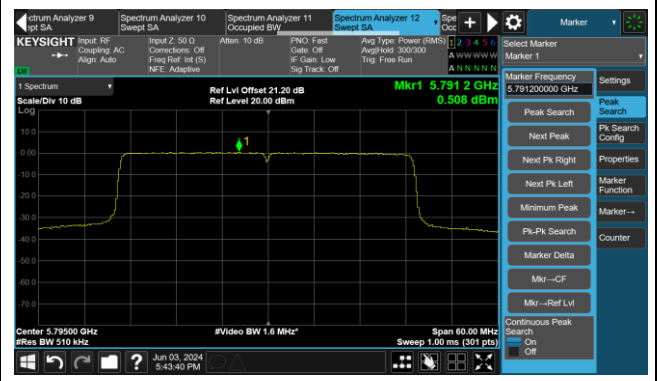 ectrum Analyzer 9
ept SA
Spectrum Analyzer 10
Swept SA
Spectrum Analyzer 11
Occupied BW
Spectrum Analyzer 12
Swept SA
Spe
Occ
Marker
KEYSIGHT
Input: RF
Coupling: AC
Align: Auto
Input Z: 50 Ω
Corrections: Off
Freq Ref: Int (S)
NFE: Adaptive
Atten: 10 dB
PNO: Fast
Gate: Off
IF Gain: Low
Sig Track: Off
Avg Type: Power (RMS)
Avg|Hold: 300/300
Trig: Free Run
1 2 3 4 5 6
A W W W W W
A N N N N N
Select Marker
Marker 1
1 Spectrum
Scale/Div 10 dB
Log
Ref Lvl Offset 21.20 dB
Ref Level 20.00 dBm
Mkr1 5.791 2 GHz
0.508 dBm
10.0
0.00
-10.0
-20.0
-30.0
-40.0
-50.0
-60.0
-70.0
1
Center 5.79500 GHz
#Res BW 510 kHz
#Video BW 1.6 MHz*
Span 60.00 MHz
Sweep 1.00 ms (301 pts)
Marker Frequency
5.791200000 GHz
Peak Search
Next Peak
Next Pk Right
Next Pk Left
Minimum Peak
Pk-Pk Search
Marker Delta
Mkr→CF
Mkr→Ref Lvl
Continuous Peak
Search
On
Off
Settings
Peak
Search
Pk Search
Config
Properties
Marker
Function
Marker→
Counter
Jun 03, 2024
5:43:40 PM